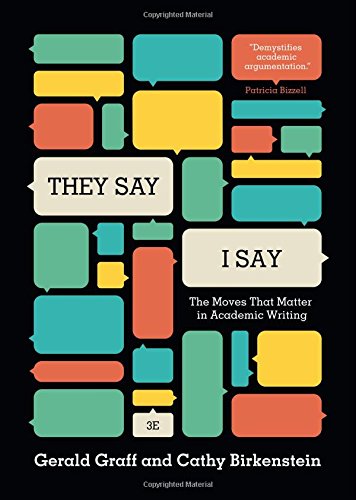 Copyrighted Material
"Demystifies
academic
argumentation."
Patricia Bizzell
THEY SAY
I SAY
The Moves That Matter
in Academic Writing
3E
Gerald Graff and Cathy Birkenstein
Copyrighted Material